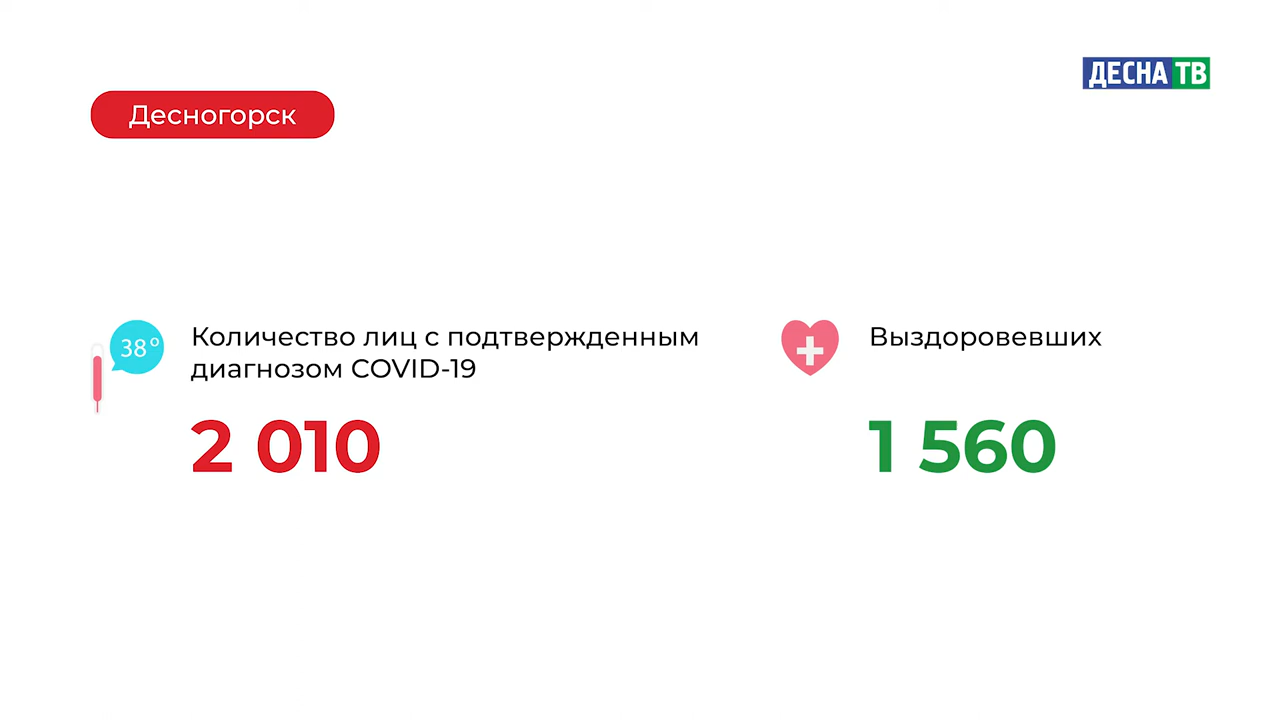 ДЕСНА ТВ
Десногорск
38°
Количество лиц с подтвержденным
диагнозом COVID-19
2 010
Выздоровевших
1 560